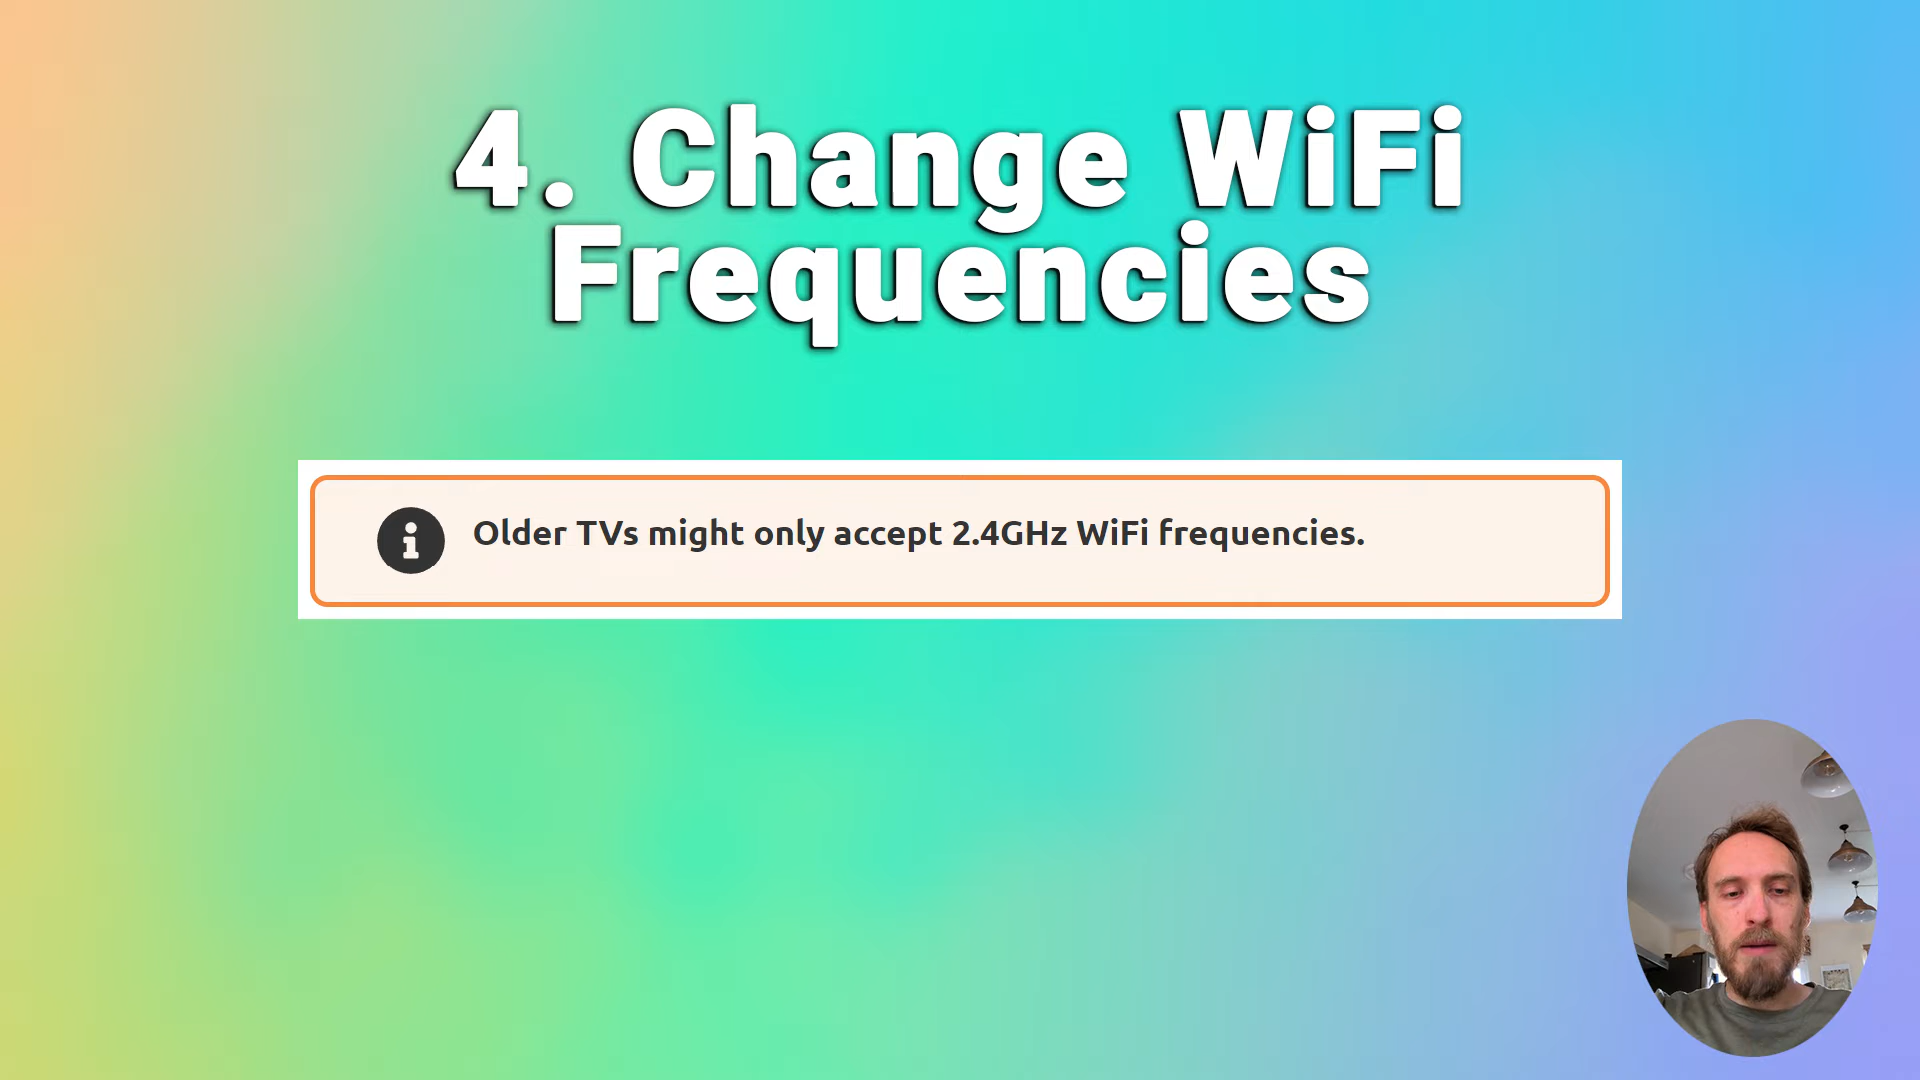 4. Change WiFi
Frequencies
Older TVs might only accept 2.4GHz WiFi frequencies.